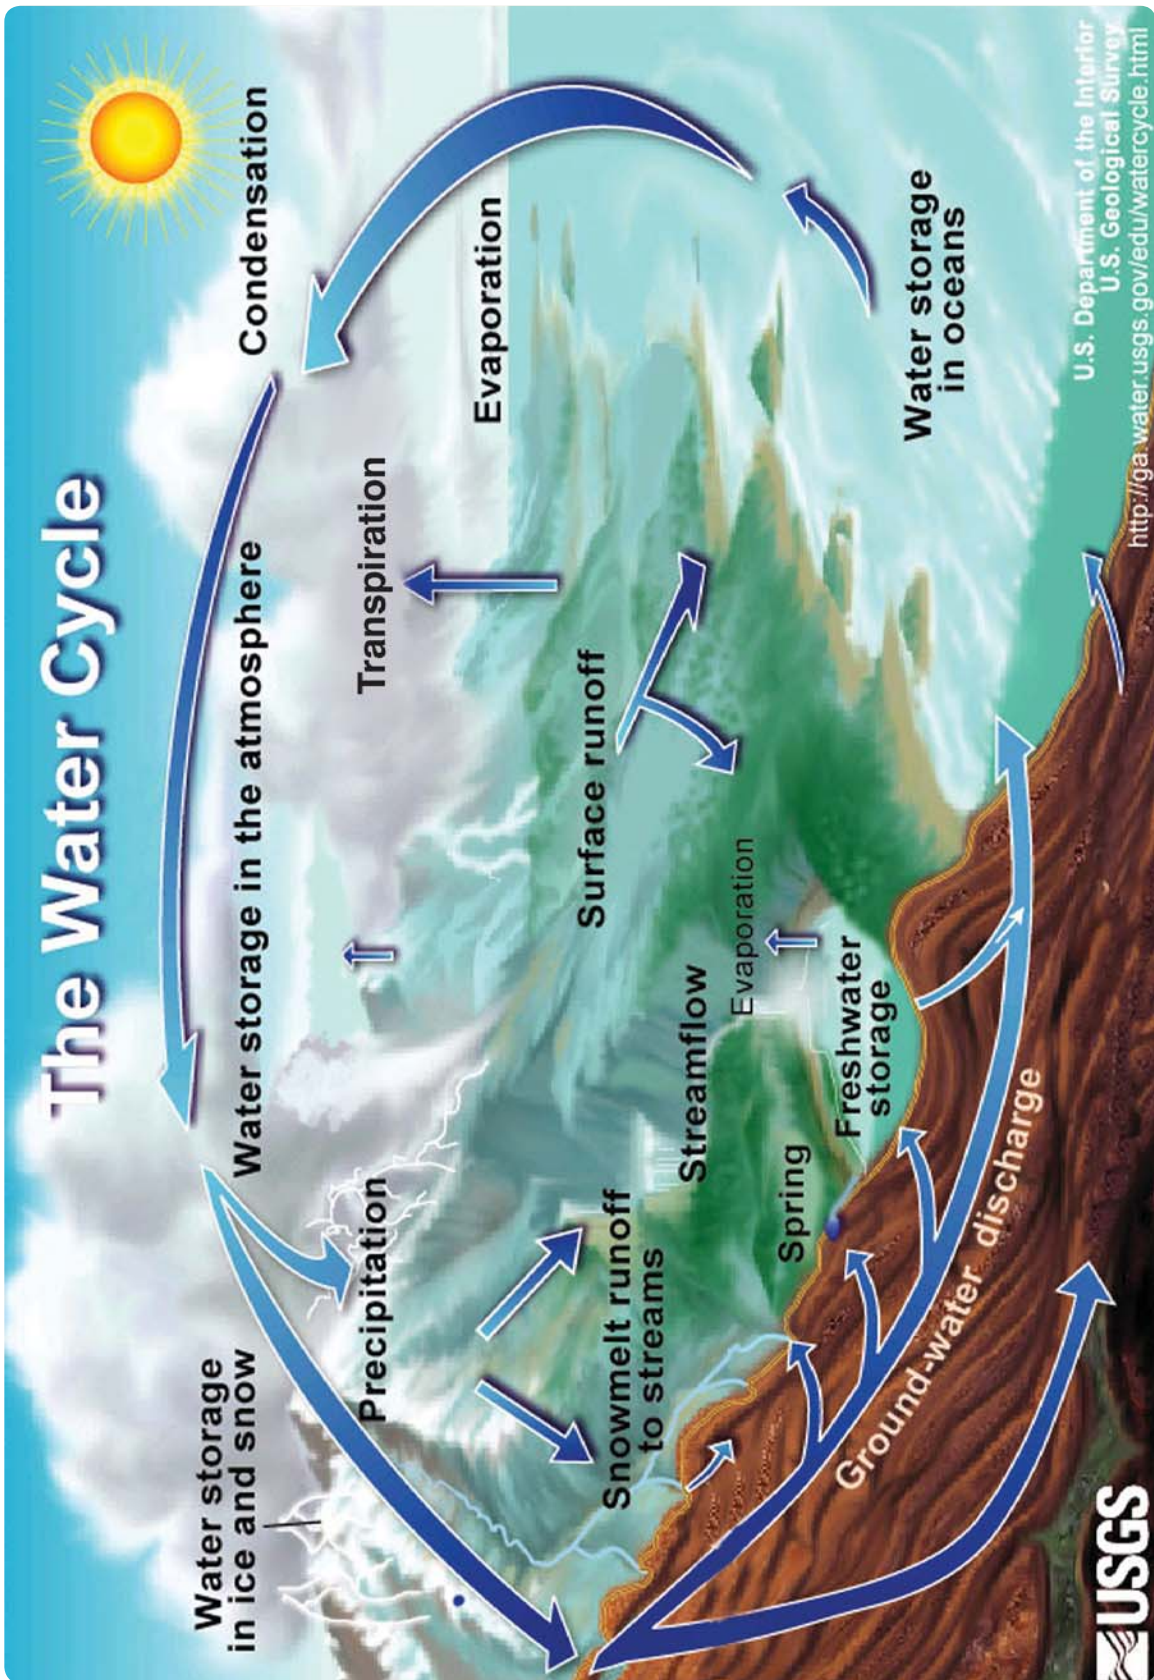 The Water Cycle
Water storage
in ice and snow
Water storage in the atmosphere
Condensation
Precipitation
Transpiration
Evaporation
Snowmelt runoff
to streams
Surface runoff
Streamflow
Evaporation
Spring
Freshwater
storage
Water storage
in oceans
Ground-water discharge
USGS
U.S. Department of the Interior
U.S. Geological Survey
http://ga.water.usgs.gov/edu/watercycle.html